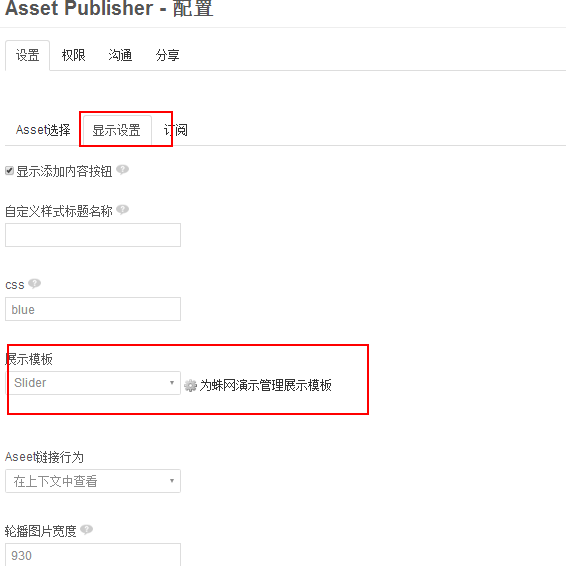 Asset Publisher - 配置
设置 权限 沟通 分享
Asset选择 显示设置 订阅
显示添加内容按钮
自定义样式标题名称
css
blue
展示模板
Slider 为蛛网演示管理展示模板
Aseet链接行为
在上下文中查看
轮播图片宽度
930